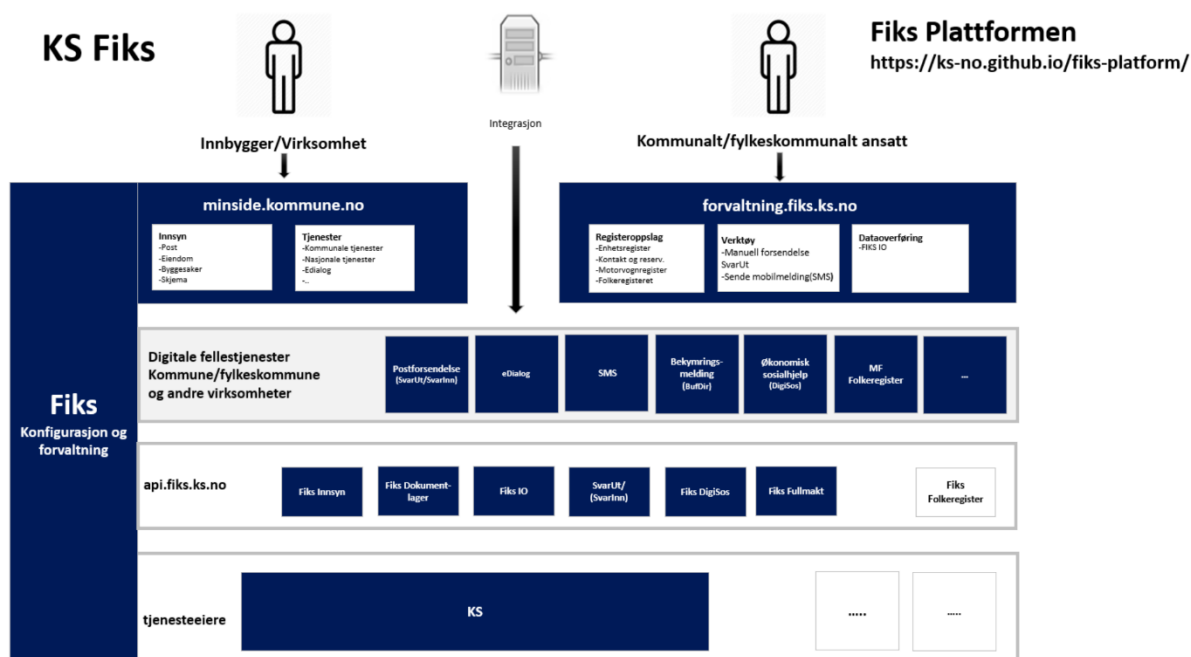 KS Fiks
Fiks Plattformen
https://ks-no.github.io/fiks-platform/
Integrasjon
Innbygger/Virksomhet
Kommunalt/fylkeskommunalt ansatt
minside.kommune.no
Innsyn
-Post
-Eiendom
-Byggesaker
-Skjema
Tjenester
-Kommunale tjenester
-Nasjonale tjenester
-Edialog
-..
forvaltning.fiks.ks.no
Registeroppslag
-Enhetsregister
-Kontakt og reserv.
-Motorvognregister
-Folkeregisteret
Verktøy
-Manuell forsendelse
SvarUt
-Sende mobilmelding(SMS)
Dataoverføring
-FIKS IO
Fiks
Konfigurasjon og
forvaltning
Digitale fellestjenester
Kommune/fylkeskommune
og andre virksomheter
Postforsendelse
(SvarUt/SvarInn)
eDialog
SMS
Bekymrings-
melding
(BufDir)
Økonomisk
sosialhjelp
(DigiSos)
MF
Folkeregister
...
api.fiks.ks.no
Fiks Innsyn
Fiks Dokument-
lager
Fiks IO
SvarUt/
(SvarInn)
Fiks DigiSos
Fiks Fullmakt
Fiks
Folkeregister
tjenesteeiere
KS
.....
.....